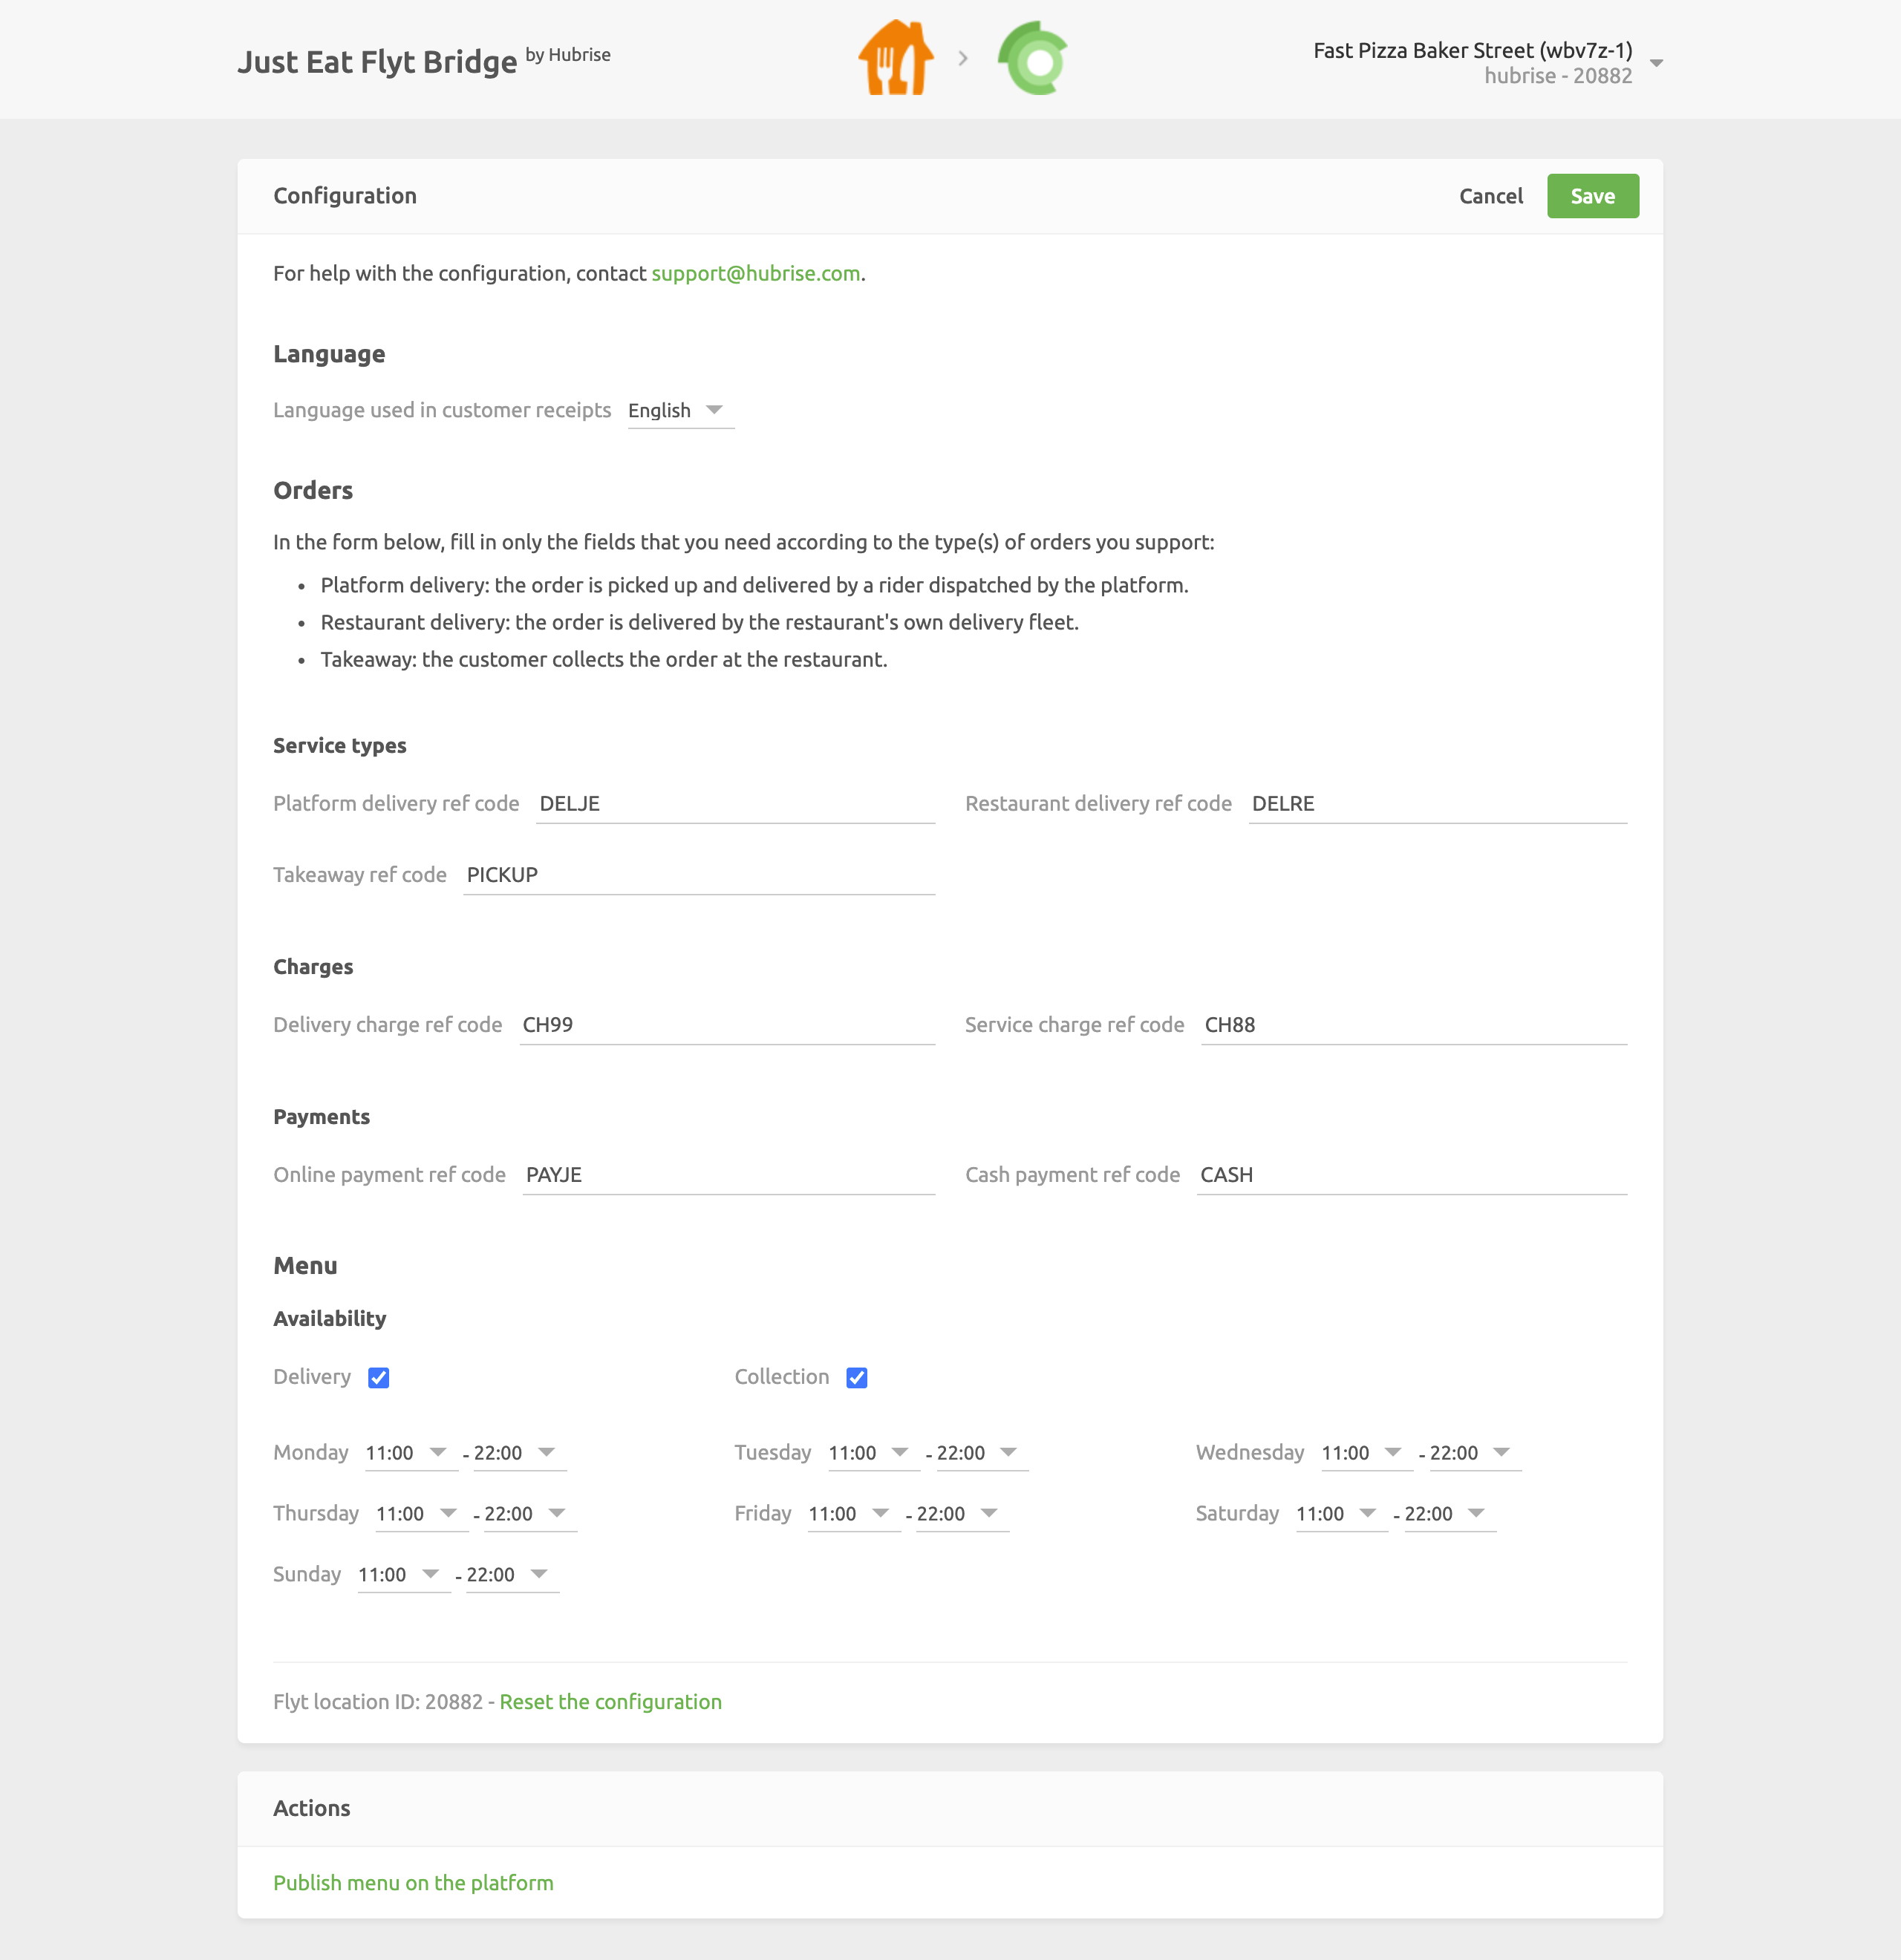 Just Eat Flyt Bridge by Hubrise
Fast Pizza Baker Street (wbv7z-1)
hubrise - 20882
Configuration
Cancel Save
For help with the configuration, contact support@hubrise.com.
Language
Language used in customer receipts English
Orders
In the form below, fill in only the fields that you need according to the type(s) of orders you support:
• Platform delivery: the order is picked up and delivered by a rider dispatched by the platform.
• Restaurant delivery: the order is delivered by the restaurant's own delivery fleet.
• Takeaway: the customer collects the order at the restaurant.
Service types
Platform delivery ref code DELJE Restaurant delivery ref code DELRE
Takeaway ref code PICKUP
Charges
Delivery charge ref code CH99 Service charge ref code CH88
Payments
Online payment ref code PAYJE Cash payment ref code CASH
Menu
Availability
Delivery Collection
Monday 11:00 - 22:00 Tuesday 11:00 - 22:00 Wednesday 11:00 - 22:00
Thursday 11:00 - 22:00 Friday 11:00 - 22:00 Saturday 11:00 - 22:00
Sunday 11:00 - 22:00
Flyt location ID: 20882 - Reset the configuration
Actions
Publish menu on the platform